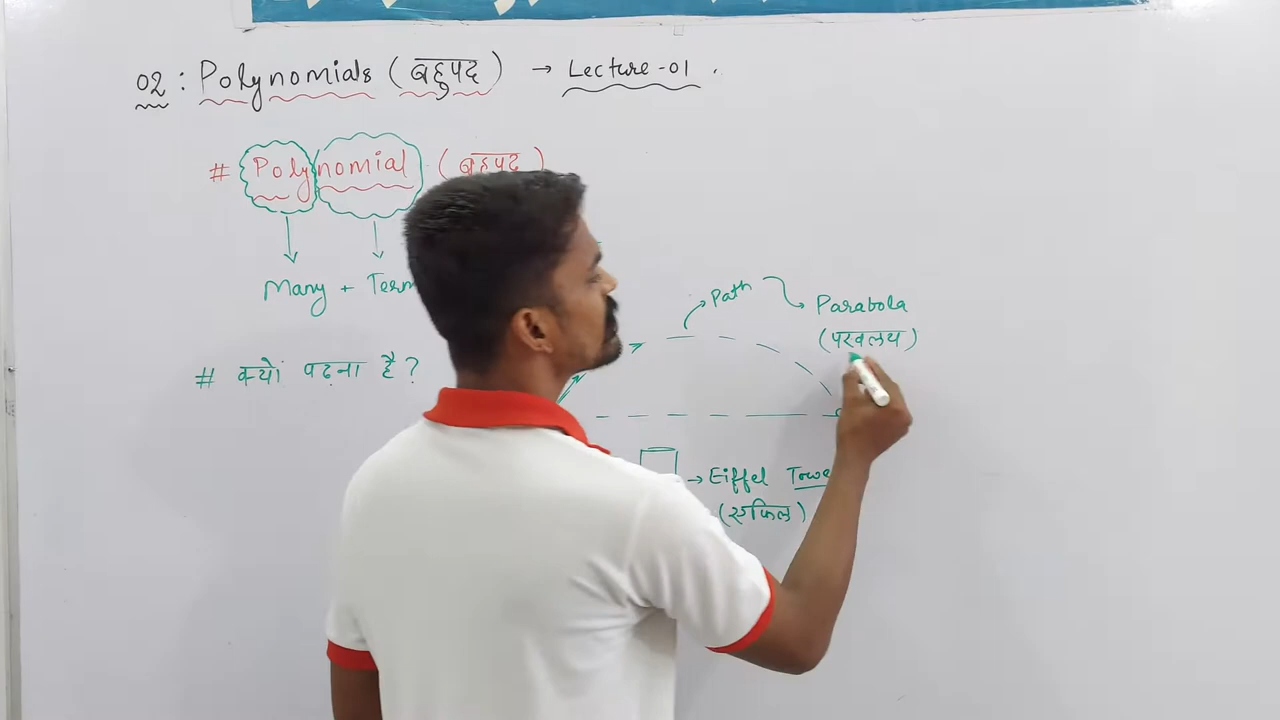 02 : Polynomials (बहुपद) → Lecture-01 .
# Polynomial (बहुपद)
Many + Term
# क्यों पढ़ना है ?
Path
Parabola
(परवलय)
→ Eiffel Towe
(एफिल)